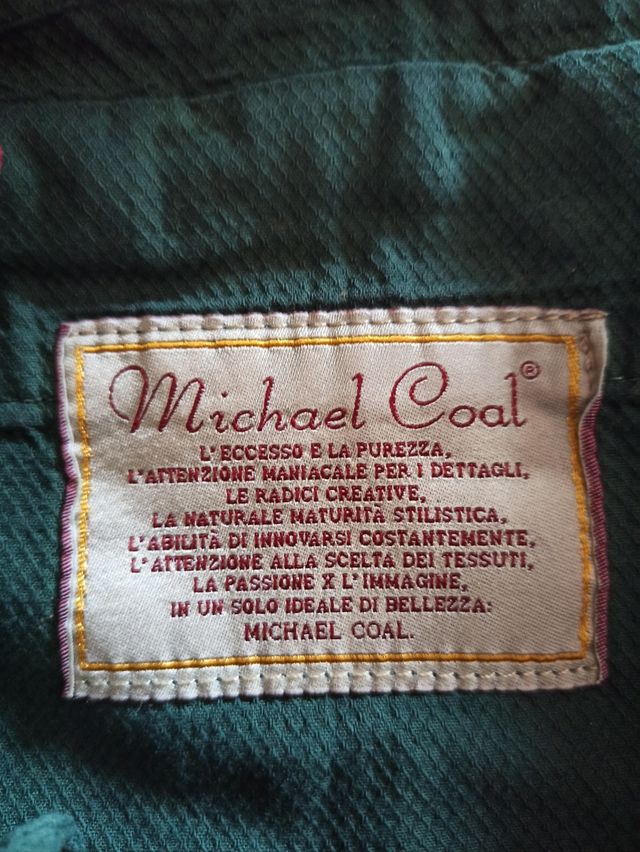 Michael Coal®
L'ECCESSO E LA PUREZZA,
L'ATTENZIONE MANIACALE PER I DETTAGLI,
LE RADICI CREATIVE,
LA NATURALE MATURITÀ STILISTICA,
L'ABILITÀ DI INNOVARSI COSTANTEMENTE,
L'ATTENZIONE ALLA SCELTA DEI TESSUTI,
LA PASSIONE X L'IMMAGINE,
IN UN SOLO IDEALE DI BELLEZZA:
MICHAEL COAL.